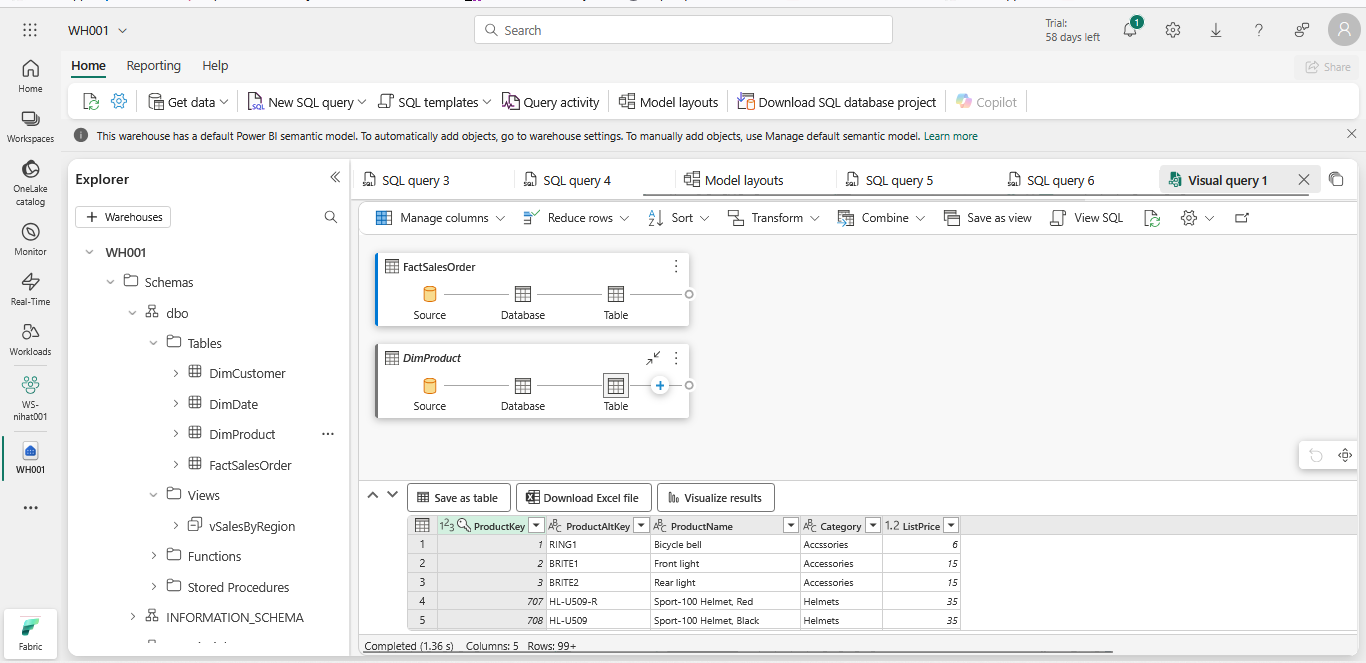 WH001
Search
Trial:
58 days left
1
Home
Reporting
Help
Share
Get data
New SQL query
SQL templates
Query activity
Model layouts
Download SQL database project
Copilot
This warehouse has a default Power BI semantic model. To automatically add objects, go to warehouse settings. To manually add objects, use Manage default semantic model. Learn more
Home
Workspaces
OneLake
catalog
Monitor
Real-Time
Workloads
WS-
nihat001
WH001
Fabric
Explorer
+ Warehouses
WH001
Schemas
dbo
Tables
DimCustomer
DimDate
DimProduct
FactSalesOrder
Views
vSalesByRegion
Functions
Stored Procedures
INFORMATION_SCHEMA
SQL query 3
SQL query 4
Model layouts
SQL query 5
SQL query 6
Visual query 1
Manage columns
Reduce rows
Sort
Transform
Combine
Save as view
View SQL
FactSalesOrder
Source Database Table
DimProduct
Source Database Table
Save as table
Download Excel file
Visualize results
ProductKey ProductAltKey ProductName Category 1.2 ListPrice
1 1 RING1 Bicycle bell Accssories 6
2 2 BRITE1 Front light Accessories 15
3 3 BRITE2 Rear light Accessories 15
4 707 HL-U509-R Sport-100 Helmet, Red Helmets 35
5 708 HL-U509 Sport-100 Helmet, Black Helmets 35
Completed (1.36 s) Columns: 5 Rows: 99+